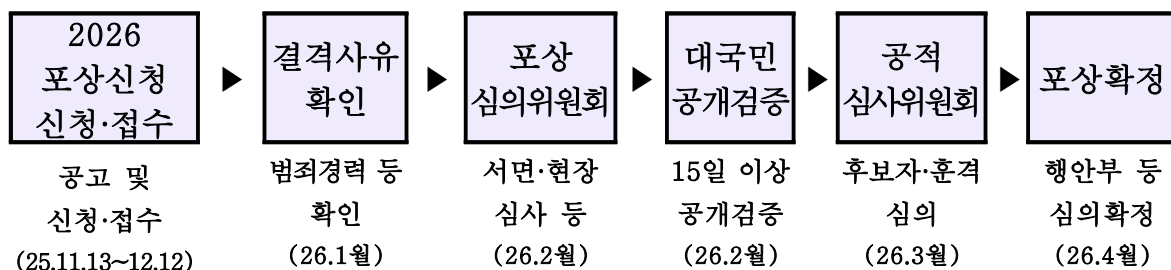 2026
포상신청
신청·접수
▶
결격사유
확인
▶
포상
심의위원회
▶
대국민
공개검증
▶
공적
심사위원회
▶
포상확정
공고 및
신청·접수
(25.11.13~12.12)
범죄경력 등
확인
(26.1월)
서면·현장
심사 등
(26.2월)
15일 이상
공개검증
(26.2월)
후보자·훈격
심의
(26.3월)
행안부 등
심의확정
(26.4월)